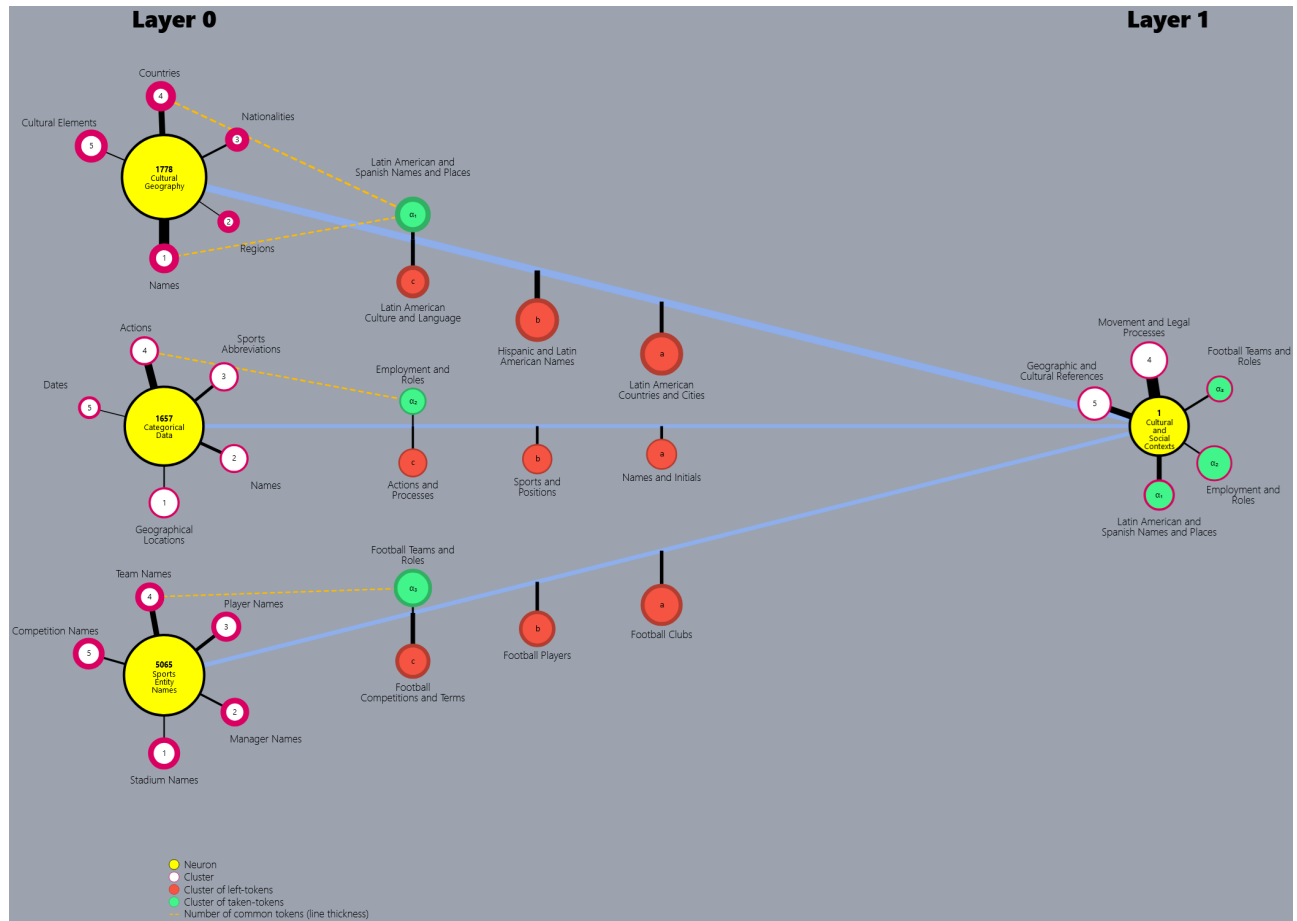 Layer 0
Layer 1
Countries
4
Cultural Elements
5
Nationalities
3
1778
Cultural
Geography
2
Regions
1
Names
Latin American and
Spanish Names and Places
α₁
c
Latin American
Culture and Language
b
Hispanic and Latin
American Names
a
Latin American
Countries and Cities
Actions
4
Sports
Abbreviations
3
Dates
5
1657
Categorical
Data
2
Names
1
Geographical
Locations
Employment and
Roles
α₂
c
Actions and
Processes
b
Sports and
Positions
a
Names and Initials
Team Names
4
Player Names
3
Competition Names
5
5065
Sports
Entity
Names
2
Manager Names
1
Stadium Names
Football Teams and
Roles
α₃
c
Football
Competitions and Terms
b
Football Players
a
Football Clubs
Movement and Legal
Processes
4
Geographic and
Cultural References
5
Football Teams and
Roles
1
Cultural
and
Social
Contexts
α₂
Employment and
Roles
α₁
Latin American and
Spanish Names and Places
Neuron
Cluster
Cluster of left-tokens
Cluster of taken-tokens
Number of common tokens (line thickness)